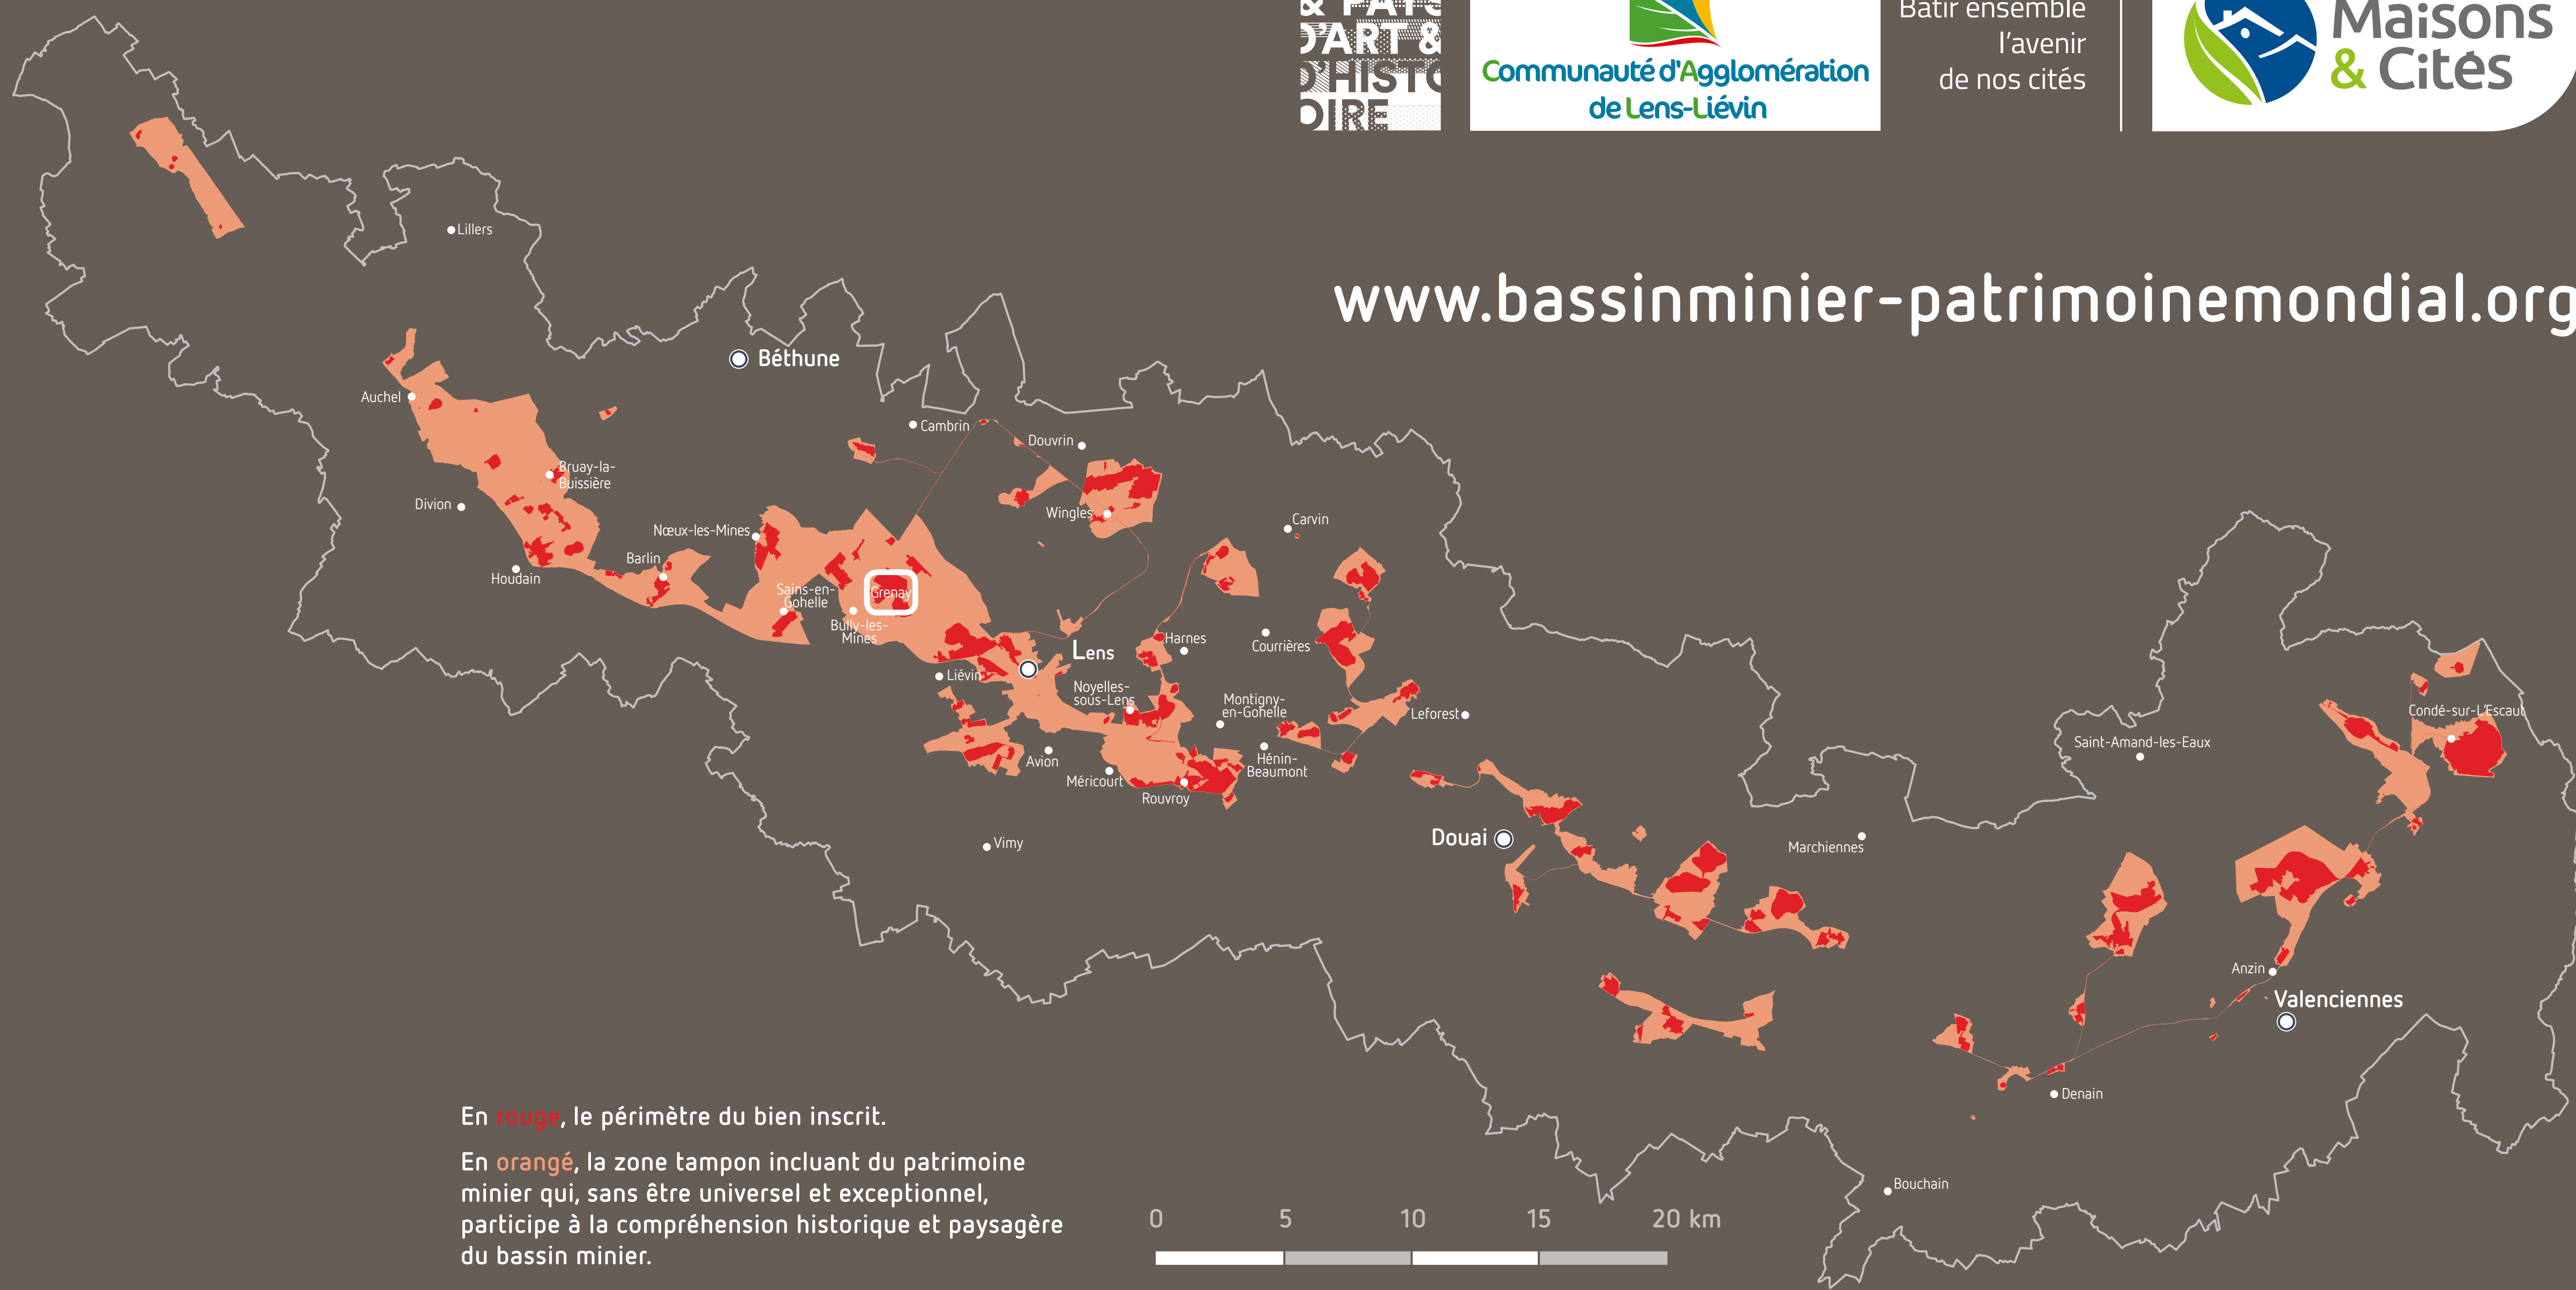 & PAYS
D'ART &
D'HISTO
OIRE
Communauté d'Agglomération
de Lens-Liévin
Bâtir ensemble
l'avenir
de nos cités
Maisons
& Cités
www.bassinminier-patrimoinemondial.org
Lillers
Béthune
Auchel
Cambrin
Douvrin
Bruay-la-
Buissière
Divion
Wingles
Carvin
Nœux-les-Mines
Barlin
Houdain
Sains-en-
Gohelle
Grenay
Bully-les-
Mines
Harnes
Courrières
Lens
Liévin
Noyelles-
sous-Lens
Montigny-
en-Gohelle
Leforest
Condé-sur-L'Escaut
Saint-Amand-les-Eaux
Avion
Hénin-
Beaumont
Méricourt
Rouvroy
Vimy
Douai
Marchiennes
Anzin
Valenciennes
Denain
Bouchain
En rouge, le périmètre du bien inscrit.
En orangé, la zone tampon incluant du patrimoine
minier qui, sans être universel et exceptionnel,
participe à la compréhension historique et paysagère
du bassin minier.
0 5 10 15 20 km